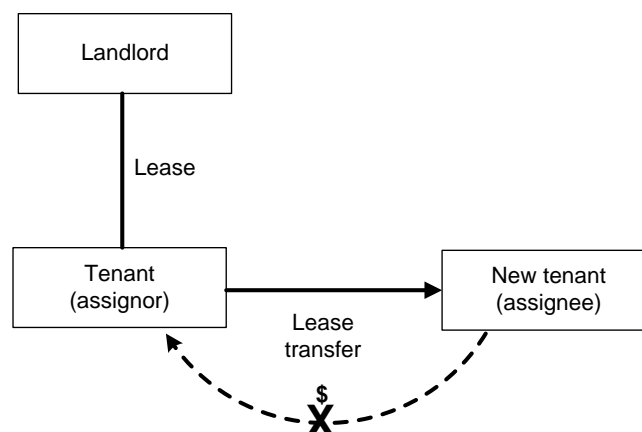 Landlord
Lease
Tenant
(assignor)
New tenant
(assignee)
Lease
transfer
$
X